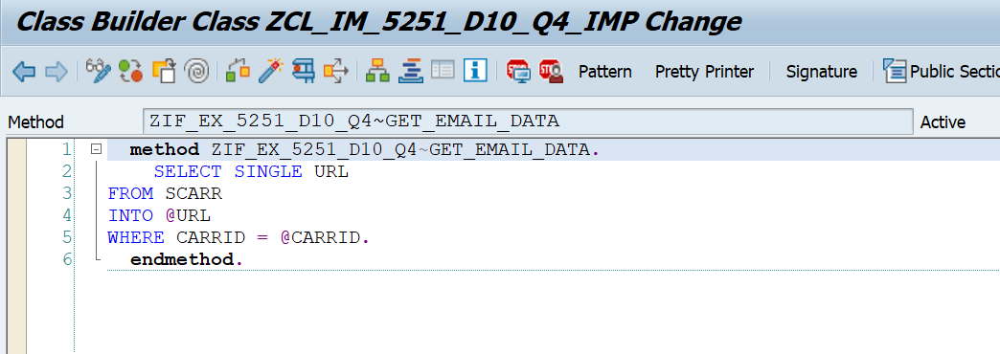 Class Builder Class ZCL_IM_5251_D10_Q4_IMP Change
Pattern Pretty Printer Signature Public Sectio
Method ZIF_EX_5251_D10_Q4~GET_EMAIL_DATA Active
1 method ZIF_EX_5251_D10_Q4~GET_EMAIL_DATA.
2 SELECT SINGLE URL
3 FROM SCARR
4 INTO @URL
5 WHERE CARRID = @CARRID.
6 endmethod.